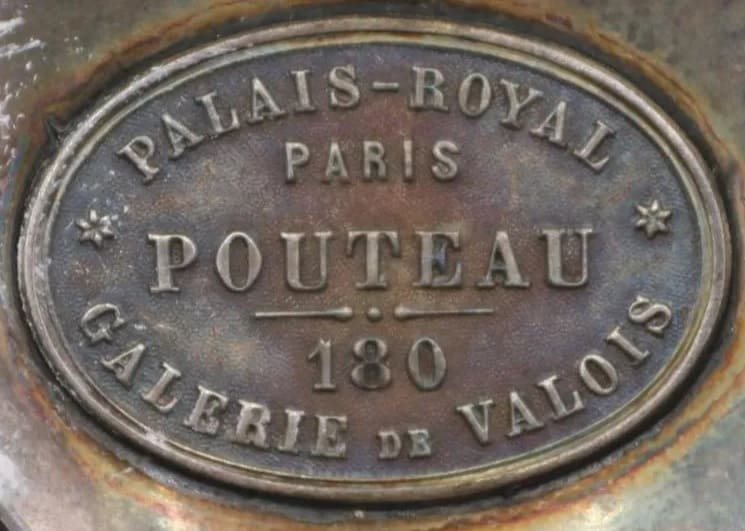 PALAIS-ROYAL
PARIS
POUTEAU
180
GALERIE DE VALOIS